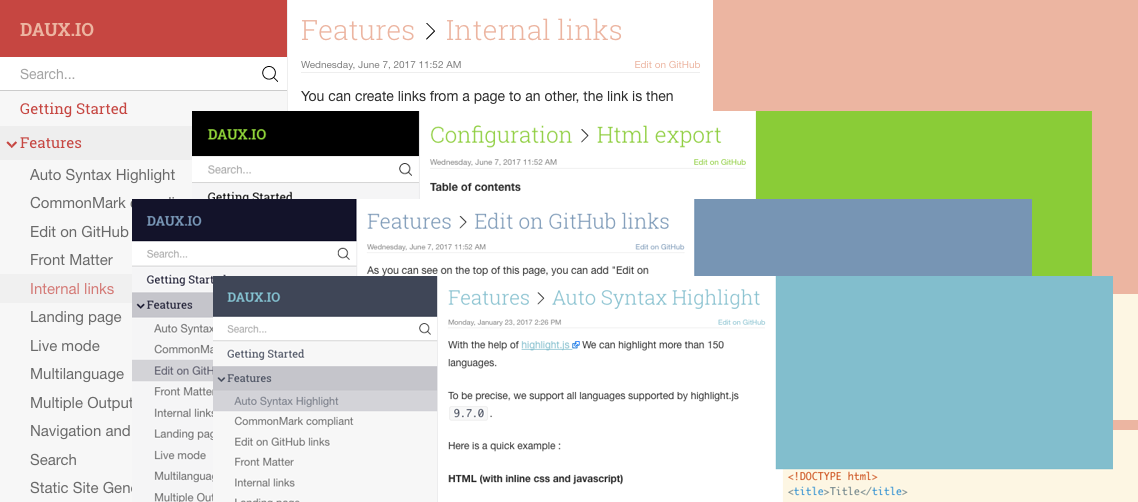 DAUX.IO
Search...
Getting Started
Features
Auto Syntax Highlight
CommonMark
Edit on GitHub
Front Matter
Internal links
Landing page
Live mode
Multilanguage
Multiple Output
Navigation and
Search
Static Site
Features > Internal links
Wednesday, June 7, 2017 11:52 AM
Edit on GitHub
You can create links from a page to an other, the link is then
DAUX.IO
Search...
Getting Started
Configuration > Html export
Wednesday, June 7, 2017 11:52 AM
Edit on GitHub
Table of contents
DAUX.IO
Search...
Getting
Features
Auto
Edit on
Front Matter
Internal links
Landing
Live mode
Multiple
Features > Edit on GitHub links
Wednesday, June 7, 2017 11:52 AM
Edit on GitHub
As you can see on the top of this page, you can add "Edit on
DAUX.IO
Search...
Getting Started
Features
Auto Syntax Highlight
CommonMark compliant
Edit on GitHub links
Front Matter
Internal links
Landing page
Features > Auto Syntax Highlight
Monday, January 23, 2017 2:26 PM
Edit on GitHub
With the help of highlight.js We can highlight more than 150
languages.
To be precise, we support all languages supported by highlight.js
9.7.0 .
Here is a quick example :
HTML (with inline css and javascript)
<!DOCTYPE html>
<title>Title</title>